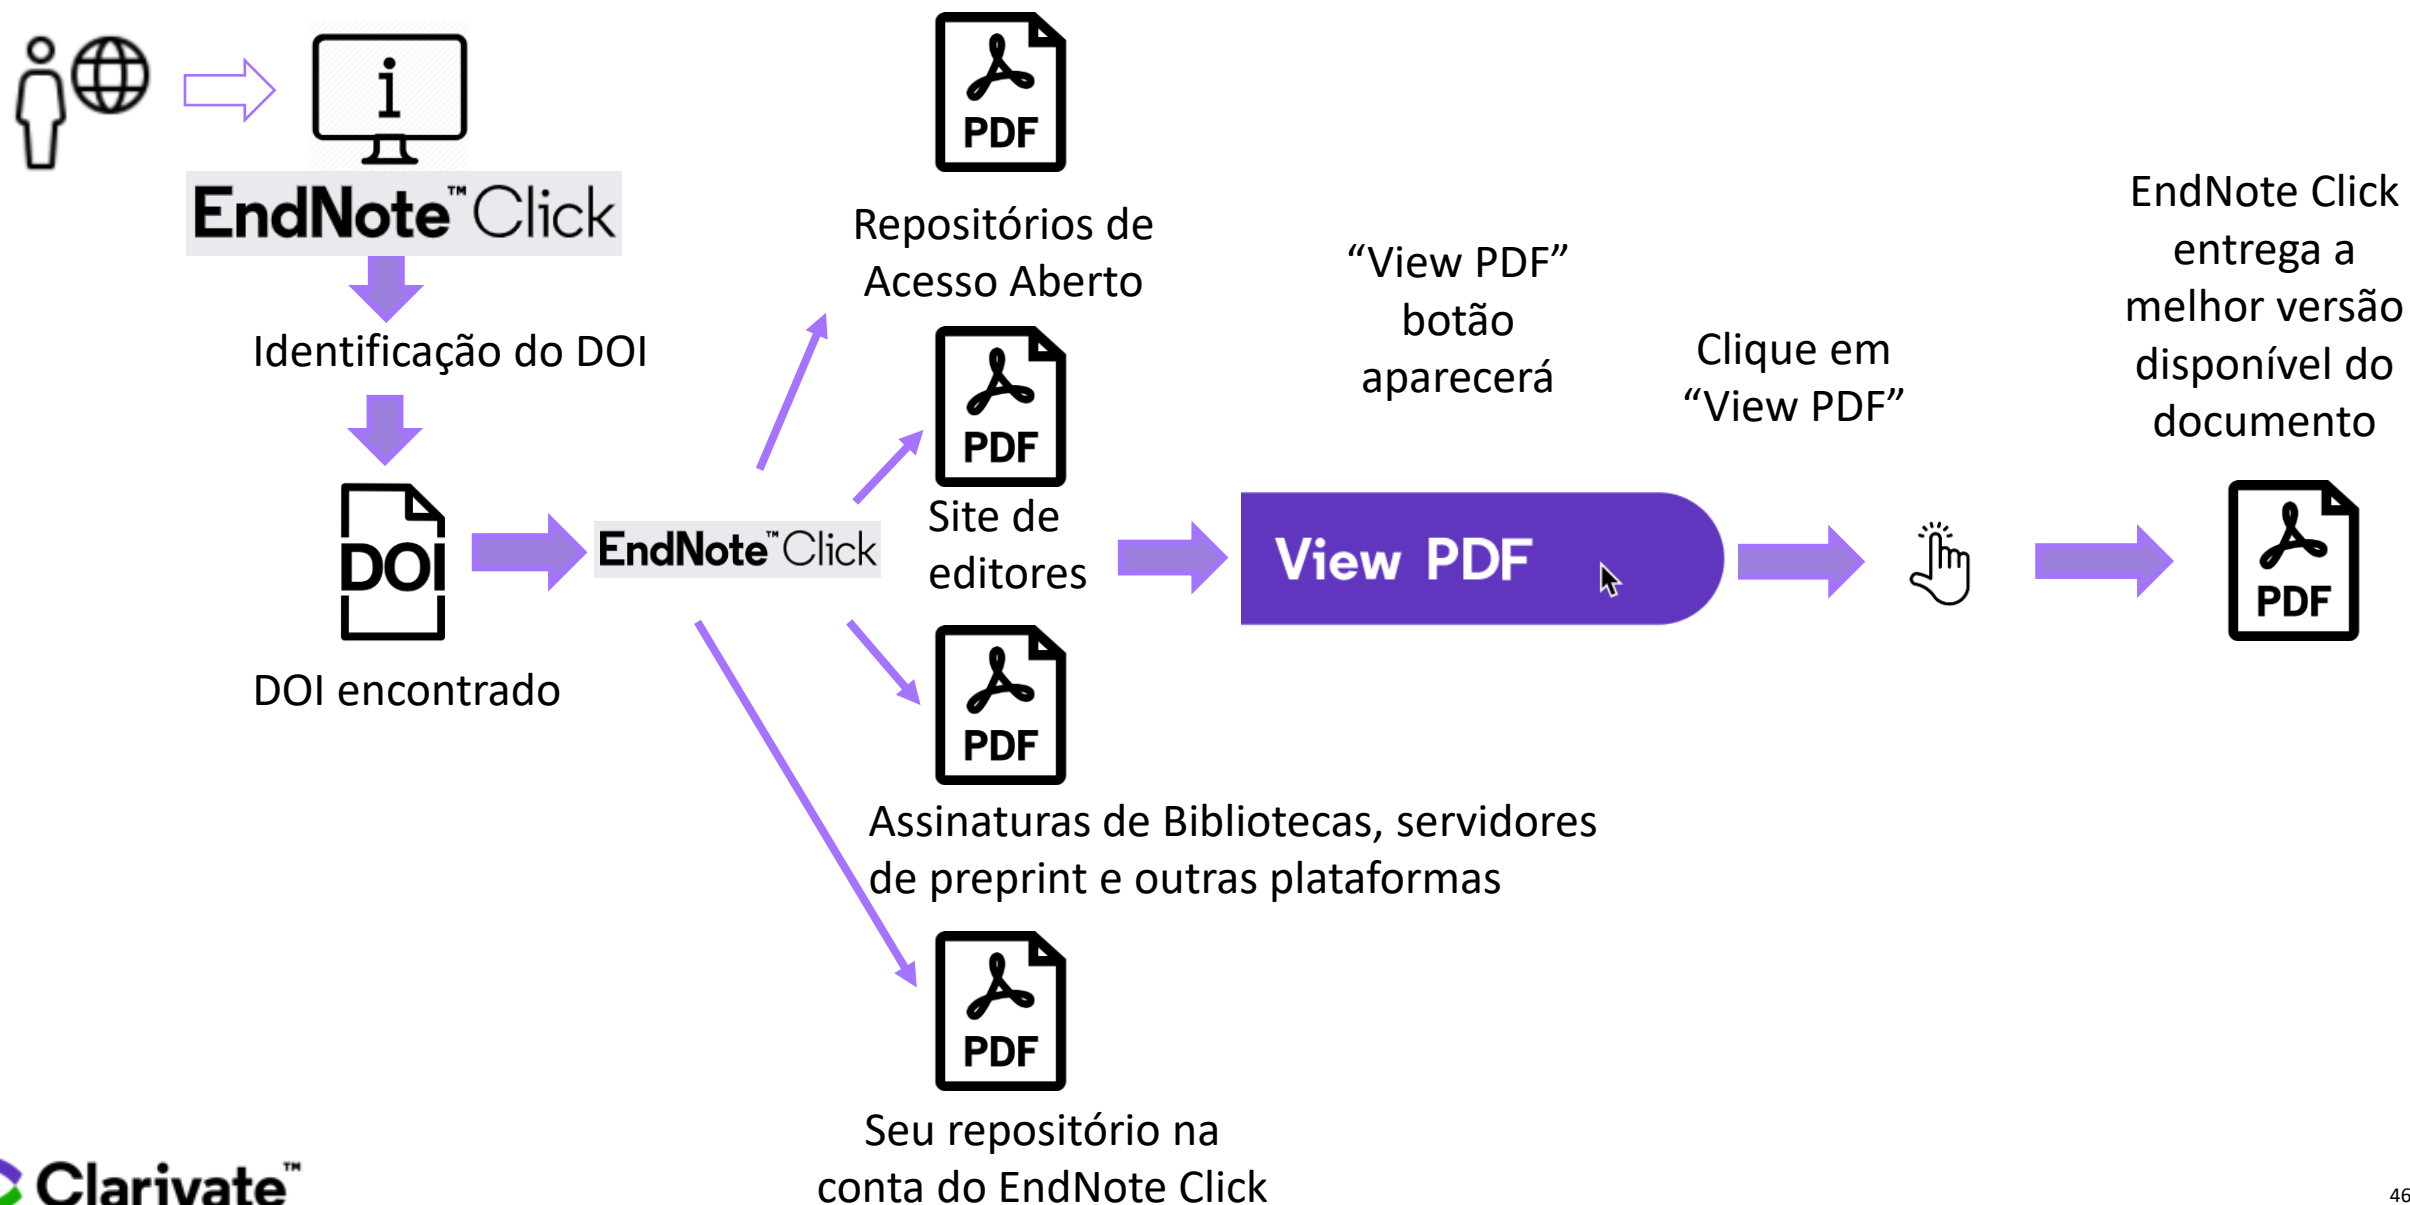 i
EndNote™ Click
Identificação do DOI
DOI
DOI encontrado
EndNote™ Click
PDF
Repositórios de
Acesso Aberto
PDF
Site de
editores
PDF
Assinaturas de Bibliotecas, servidores
de preprint e outras plataformas
PDF
Seu repositório na
conta do EndNote Click
“View PDF”
botão
aparecerá
View PDF
Clique em
“View PDF”
EndNote Click
entrega a
melhor versão
disponível do
documento
PDF
Clarivate™
46